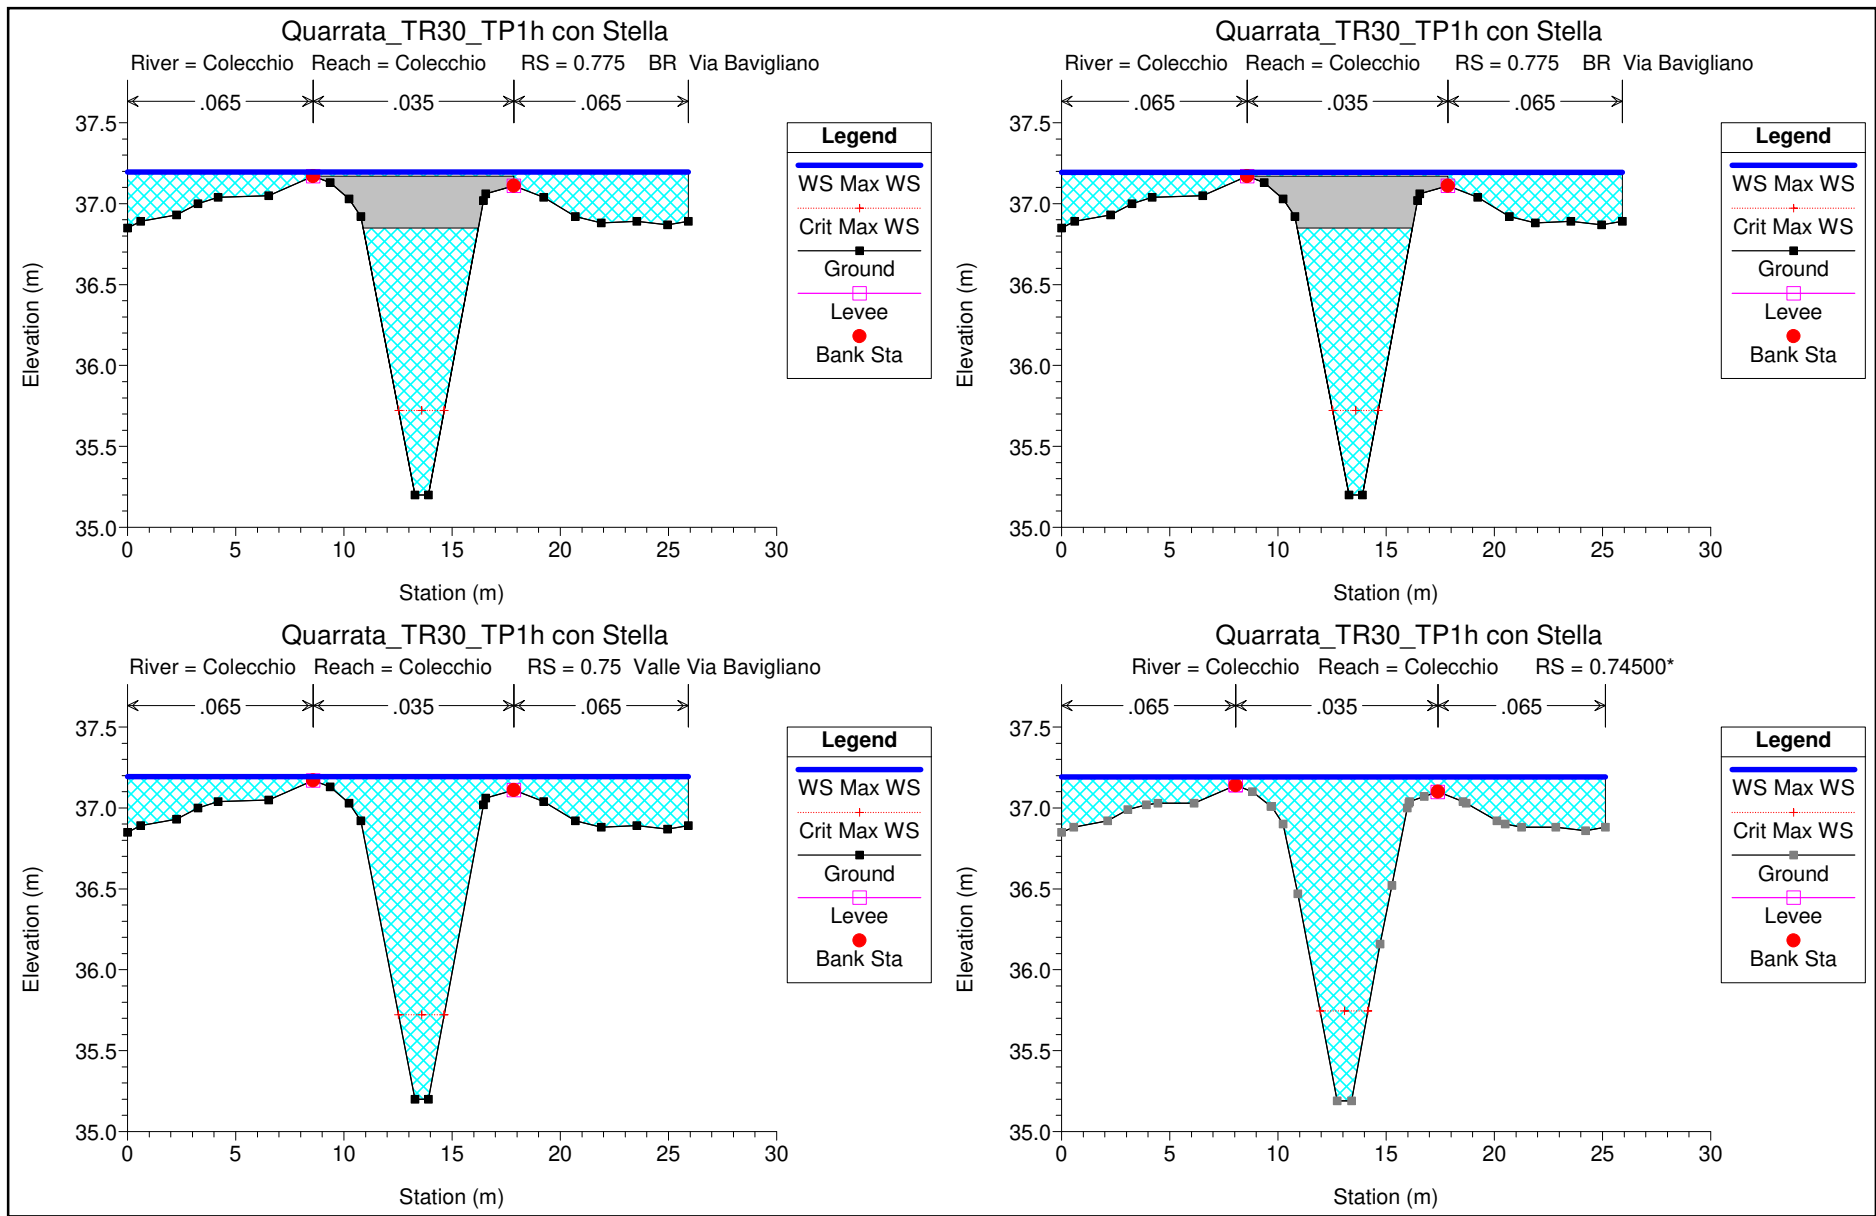 Quarrata_TR30_TP1h con Stella
River = Colecchio Reach = Colecchio RS = 0.775 BR Via Bavigliano
.065 .035 .065
37.5
37.0
36.5
36.0
35.5
35.0
Elevation (m)
0 5 10 15 20 25 30
Station (m)
Legend
WS Max WS
Crit Max WS
Ground
Levee
Bank Sta
Quarrata_TR30_TP1h con Stella
River = Colecchio Reach = Colecchio RS = 0.775 BR Via Bavigliano
.065 .035 .065
37.5
37.0
36.5
36.0
35.5
35.0
Elevation (m)
0 5 10 15 20 25 30
Station (m)
Legend
WS Max WS
Crit Max WS
Ground
Levee
Bank Sta
Quarrata_TR30_TP1h con Stella
River = Colecchio Reach = Colecchio RS = 0.75 Valle Via Bavigliano
.065 .035 .065
37.5
37.0
36.5
36.0
35.5
35.0
Elevation (m)
0 5 10 15 20 25 30
Station (m)
Legend
WS Max WS
Crit Max WS
Ground
Levee
Bank Sta
Quarrata_TR30_TP1h con Stella
River = Colecchio Reach = Colecchio RS = 0.74500*
.065 .035 .065
37.5
37.0
36.5
36.0
35.5
35.0
Elevation (m)
0 5 10 15 20 25 30
Station (m)
Legend
WS Max WS
Crit Max WS
Ground
Levee
Bank Sta